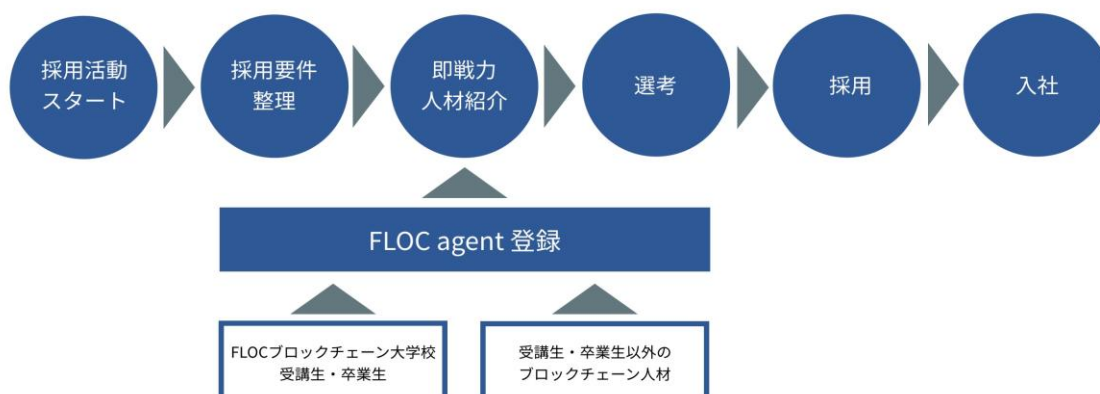 採用活動
スタート
採用要件
整理
即戦力
人材紹介
選考
採用
入社
FLOC agent 登録
FLOCブロックチェーン大学校
受講生・卒業生
受講生・卒業生以外の
ブロックチェーン人材